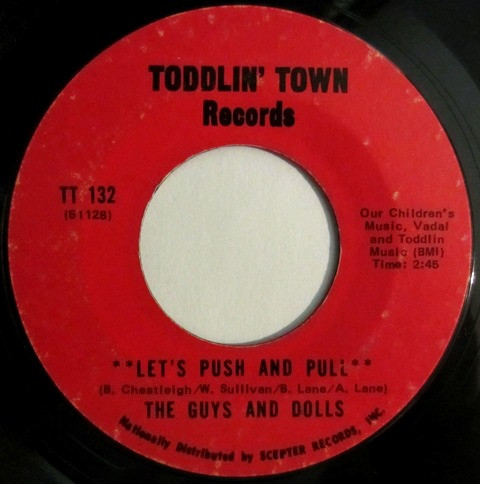 TODDLIN' TOWN
Records
TT 132
(61128)
Our Children's
Music, Vadal
and Toddlin
Music (BMI)
Time: 2:45
**LET'S PUSH AND PULL**
(B. Chestleigh/W. Sullivan/B. Lane/A. Lane)
THE GUYS AND DOLLS
Nationally Distributed by SCEPTER RECORDS, INC.